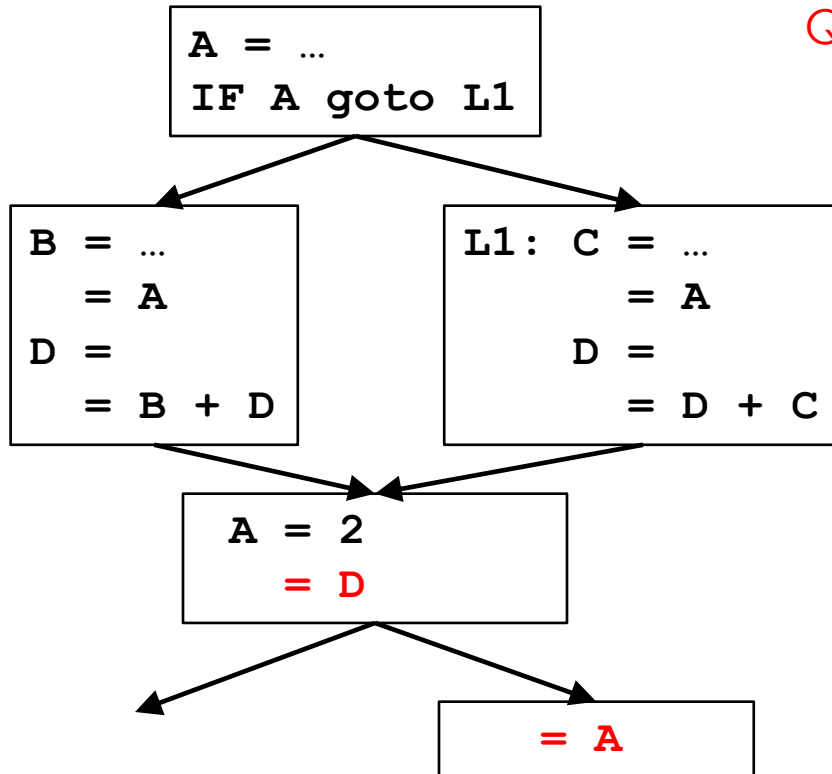 Q
A = …
IF A goto L1
B = …
= A
D =
= B + D
L1: C = …
= A
D =
= D + C
A = 2
= D
= A